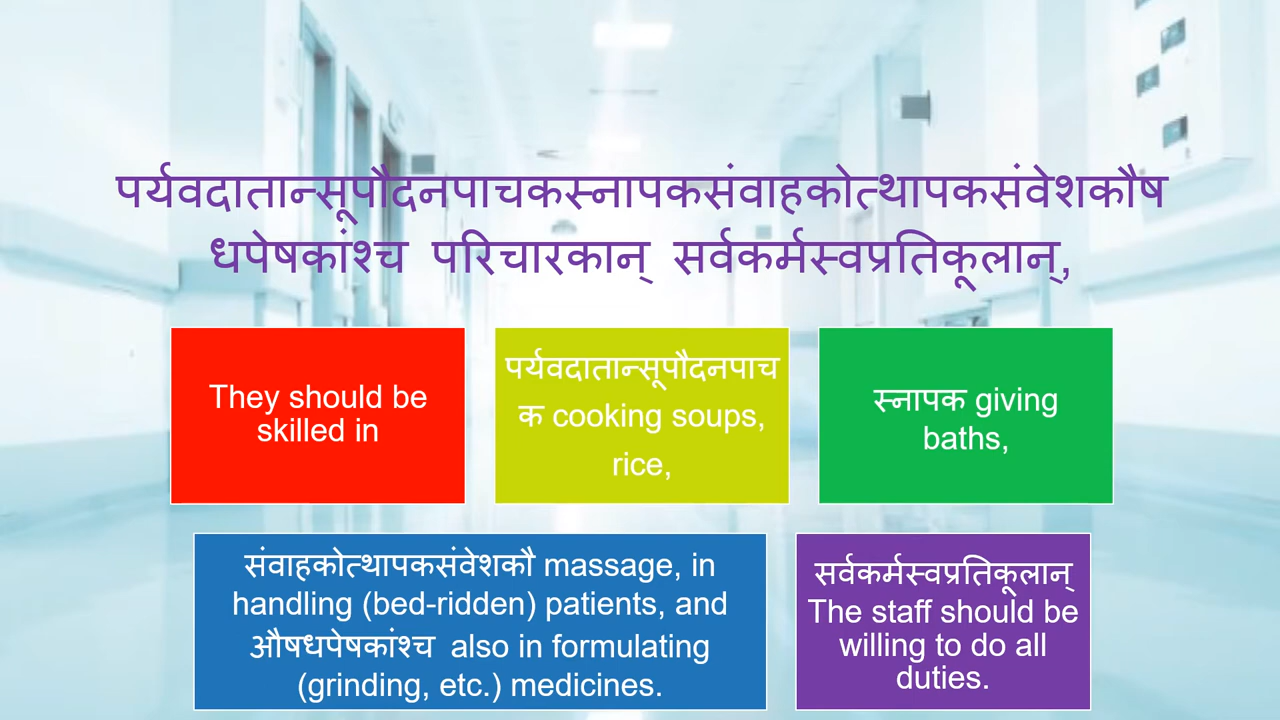 पर्यवदातान्सूपौदनपाचकस्नापकसंवाहकोत्थापकसंवेशकौष
धपेषकांश्च परिचारकान् सर्वकर्मस्वप्रतिकूलान्,
They should be
skilled in
पर्यवदातान्सूपौदनपाच
क cooking soups,
rice,
स्नापक giving
baths,
संवाहकोत्थापकसंवेशकौ massage, in
handling (bed-ridden) patients, and
औषधपेषकांश्च also in formulating
(grinding, etc.) medicines.
सर्वकर्मस्वप्रतिकूलान्
The staff should be
willing to do all
duties.